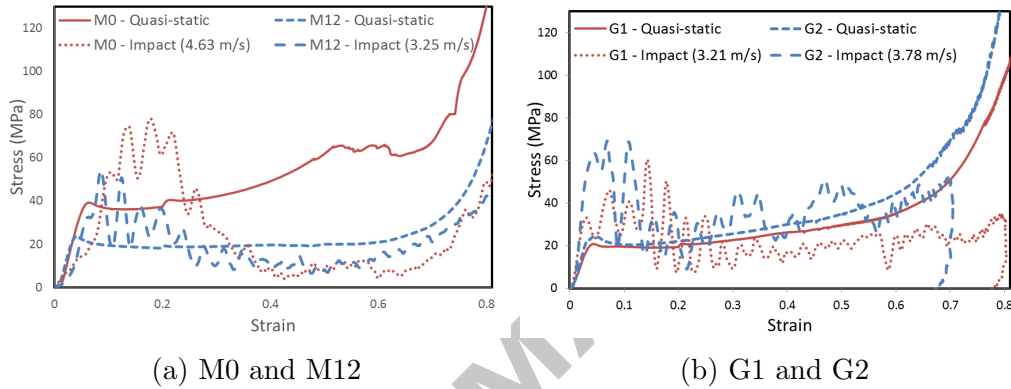 M0 - Quasi-static M12 - Quasi-static
M0 - Impact (4.63 m/s) M12 - Impact (3.25 m/s)
Stress (MPa)
120
100
80
60
40
20
0
0 0.2 0.4 0.6 0.8
Strain
(a) M0 and M12
G1 - Quasi-static G2 - Quasi-static
G1 - Impact (3.21 m/s) G2 - Impact (3.78 m/s)
Stress (MPa)
120
100
80
60
40
20
0
0 0.1 0.2 0.3 0.4 0.5 0.6 0.7 0.8
Strain
(b) G1 and G2